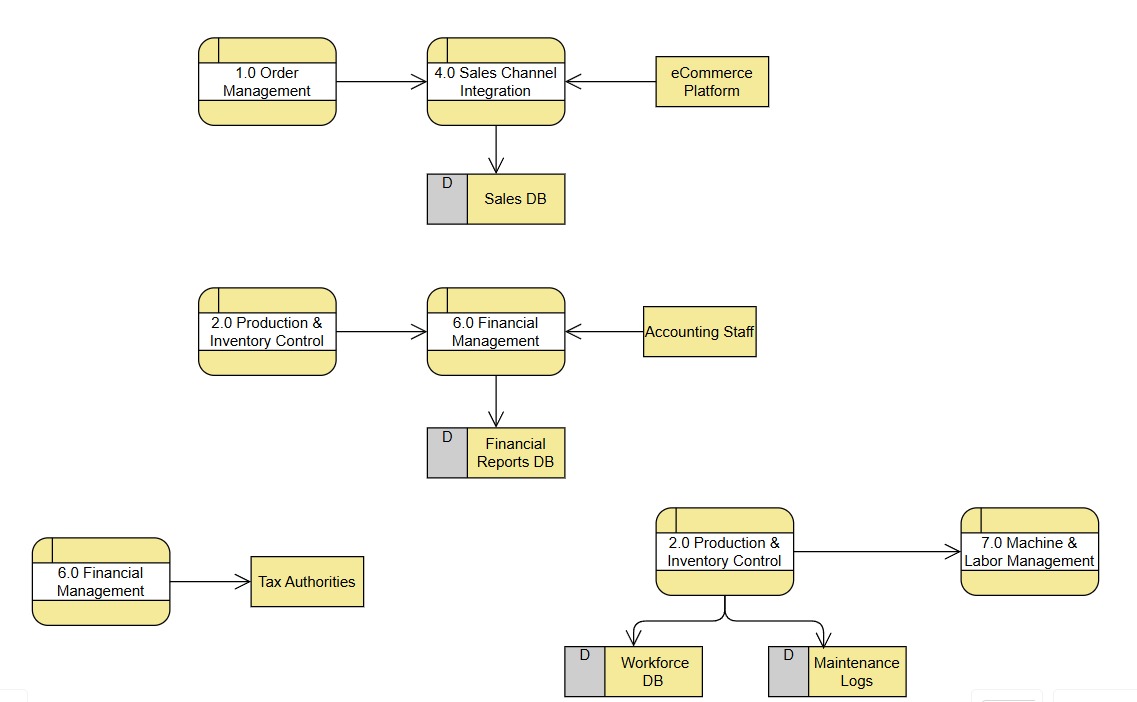 1.0 Order
Management
4.0 Sales Channel
Integration
eCommerce
Platform
D
Sales DB
2.0 Production &
Inventory Control
6.0 Financial
Management
Accounting Staff
D
Financial
Reports DB
6.0 Financial
Management
Tax Authorities
2.0 Production &
Inventory Control
7.0 Machine &
Labor Management
D
Workforce
DB
D
Maintenance
Logs